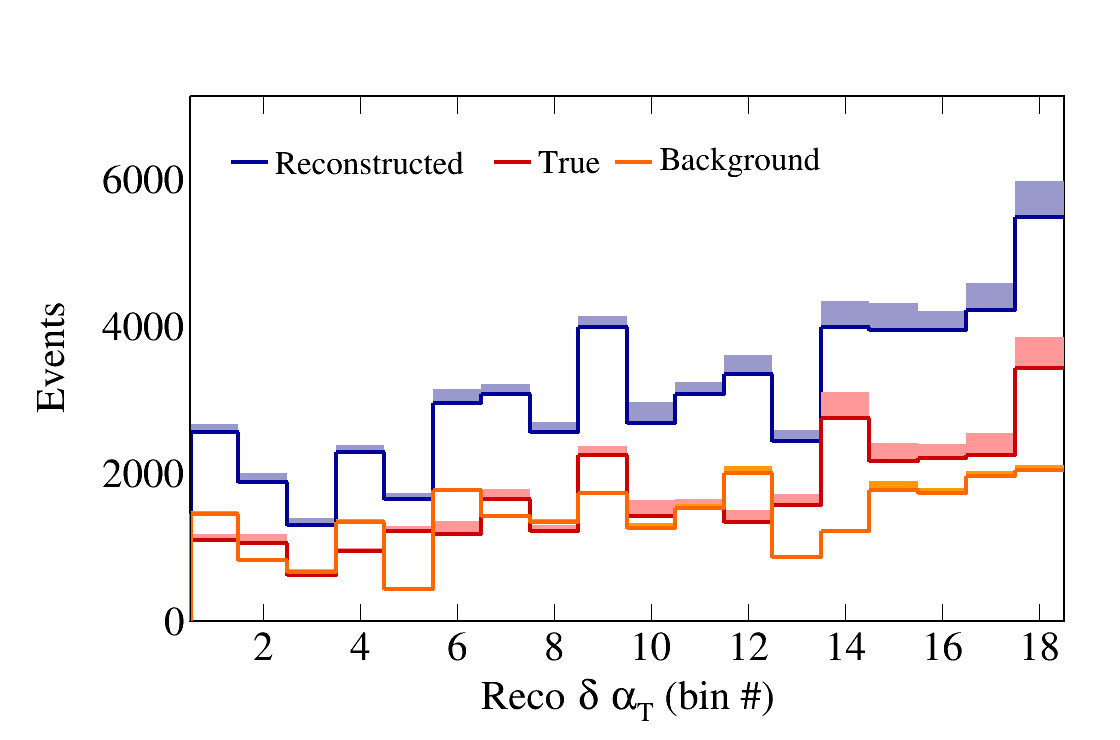 Reconstructed True Background
6000
4000
2000
0
Events
2 4 6 8 10 12 14 16 18
Reco δ α_T (bin #)